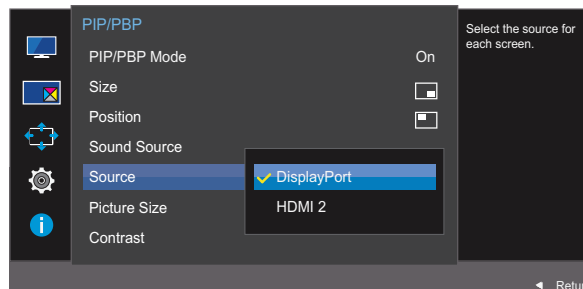 PIP/PBP
PIP/PBP Mode On
Size
Position
Sound Source
Source
Picture Size
Contrast
DisplayPort
HDMI 2
Select the source for
each screen.